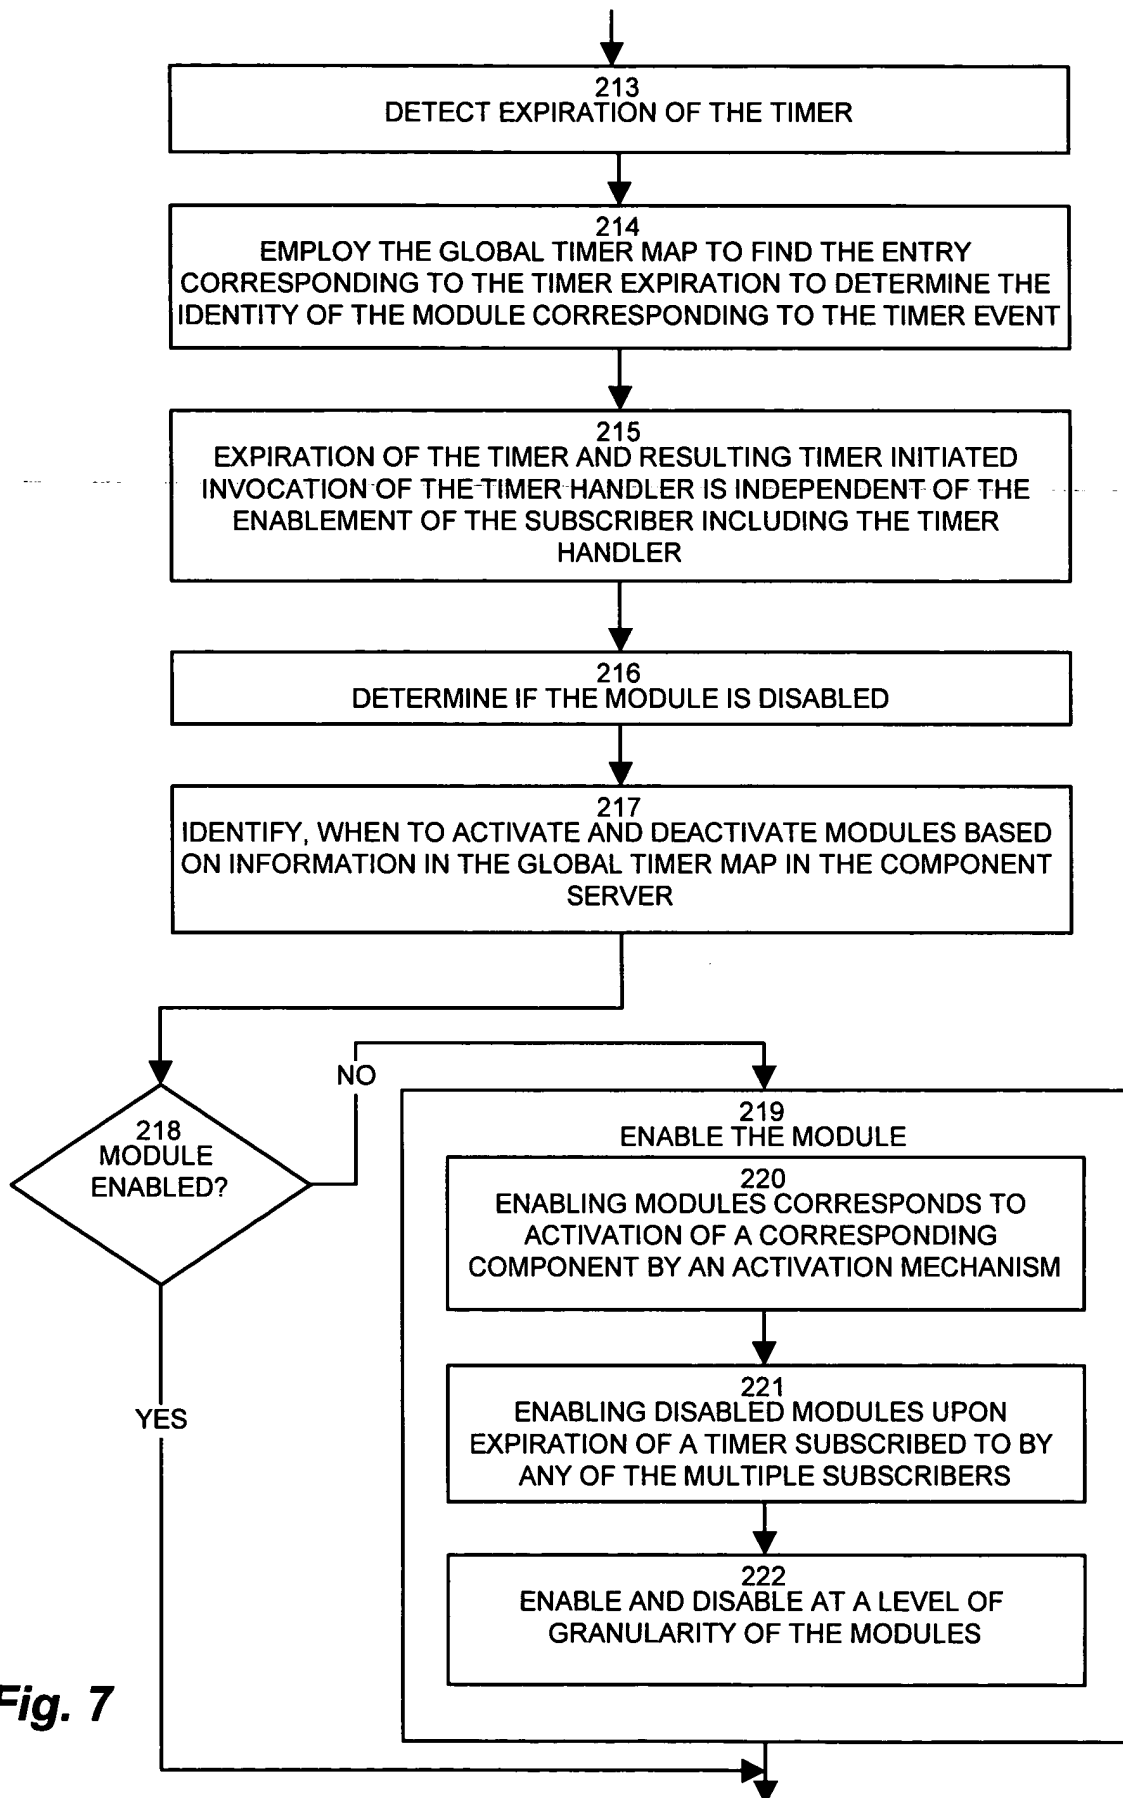 213
DETECT EXPIRATION OF THE TIMER
214
EMPLOY THE GLOBAL TIMER MAP TO FIND THE ENTRY
CORRESPONDING TO THE TIMER EXPIRATION TO DETERMINE THE
IDENTITY OF THE MODULE CORRESPONDING TO THE TIMER EVENT
215
EXPIRATION OF THE TIMER AND RESULTING TIMER INITIATED
INVOCATION OF THE TIMER HANDLER IS INDEPENDENT OF THE
ENABLEMENT OF THE SUBSCRIBER INCLUDING THE TIMER
HANDLER
216
DETERMINE IF THE MODULE IS DISABLED
217
IDENTIFY, WHEN TO ACTIVATE AND DEACTIVATE MODULES BASED
ON INFORMATION IN THE GLOBAL TIMER MAP IN THE COMPONENT
SERVER
218
MODULE
ENABLED?
NO
YES
219
ENABLE THE MODULE
220
ENABLING MODULES CORRESPONDS TO
ACTIVATION OF A CORRESPONDING
COMPONENT BY AN ACTIVATION MECHANISM
221
ENABLING DISABLED MODULES UPON
EXPIRATION OF A TIMER SUBSCRIBED TO BY
ANY OF THE MULTIPLE SUBSCRIBERS
222
ENABLE AND DISABLE AT A LEVEL OF
GRANULARITY OF THE MODULES
Fig. 7